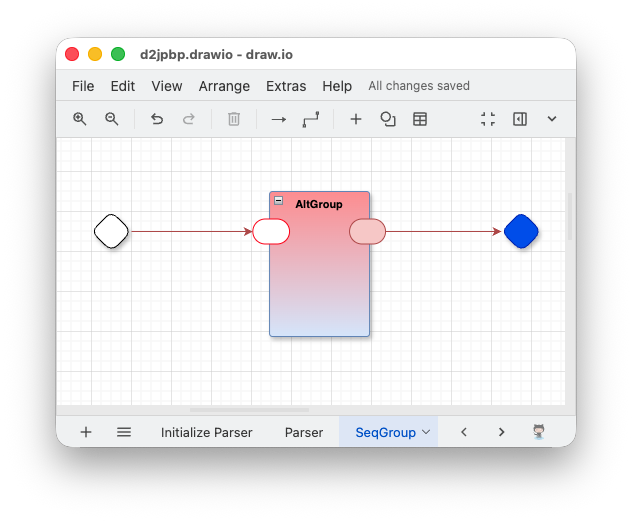 d2jpbp.drawio - draw.io
File Edit View Arrange Extras Help All changes saved
AltGroup
Initialize Parser Parser SeqGroup